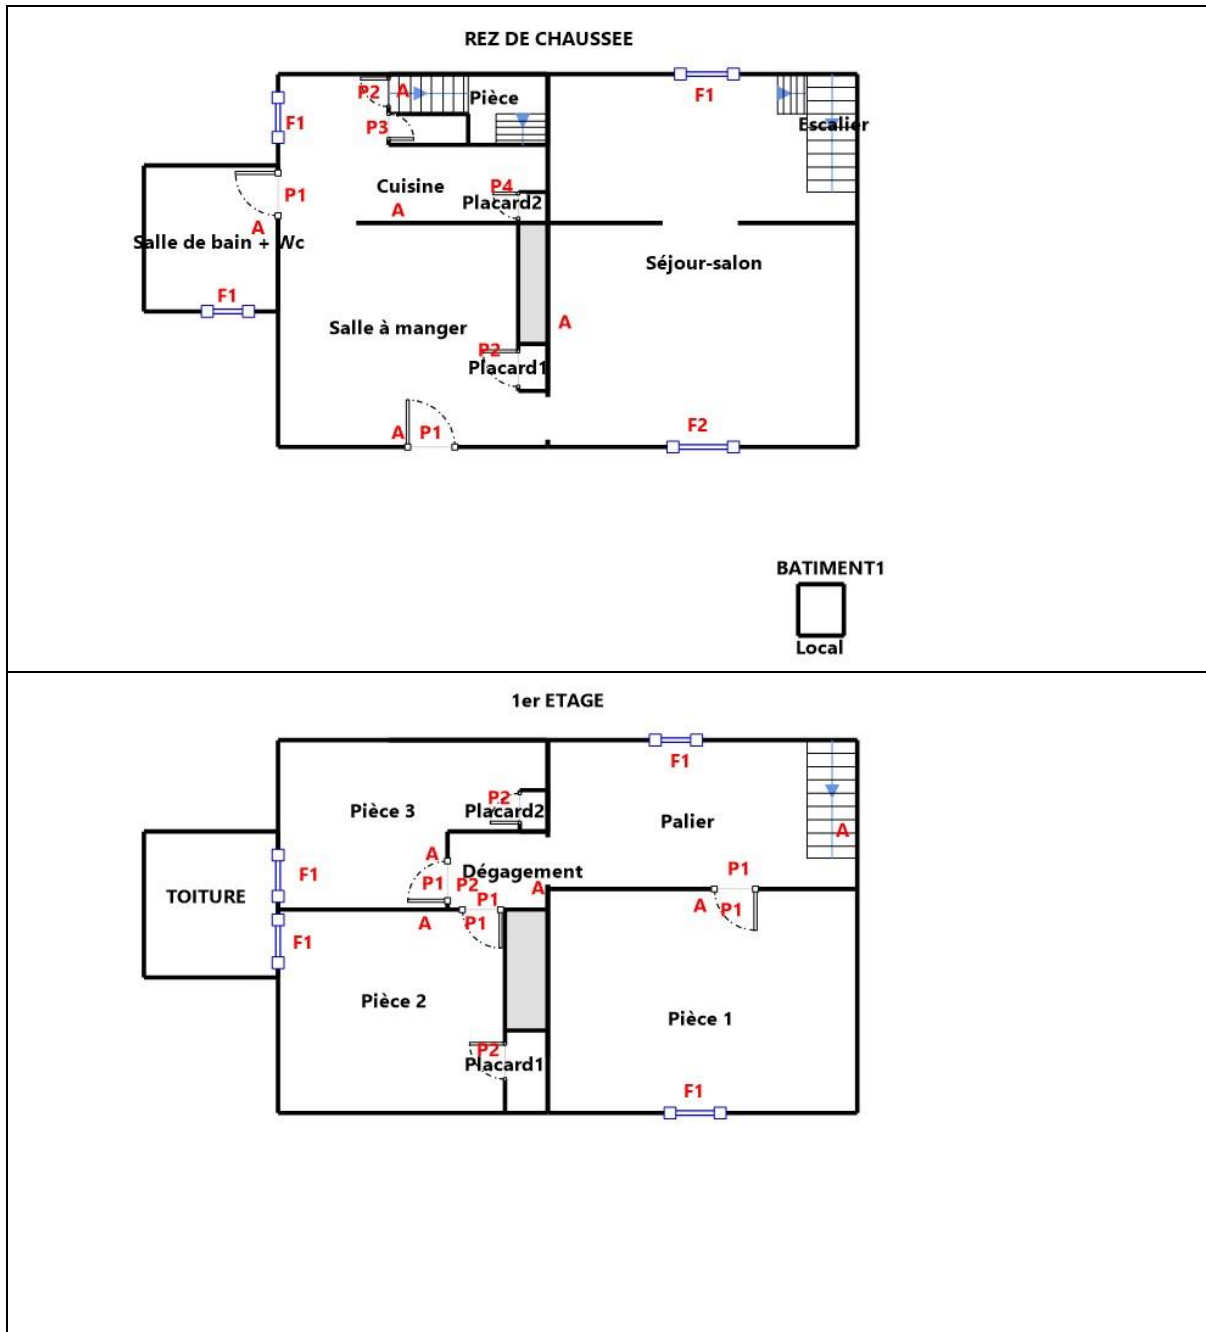 REZ DE CHAUSSEE
P2 A Pièce
F1
F1
P3
Escalier
P1
Cuisine
P4
Placard2
A
A
Salle de bain + Wc
Séjour-salon
F1
Salle à manger
A
P2
Placard1
A P1
F2
BATIMENT1
Local
1er ETAGE
F1
P2
Pièce 3
Placard2
Palier
A
A
Dégagement
P1
F1
P1 P2
A
TOITURE
P1
A P1
A
P1
F1
Pièce 2
Pièce 1
P2
Placard1
F1